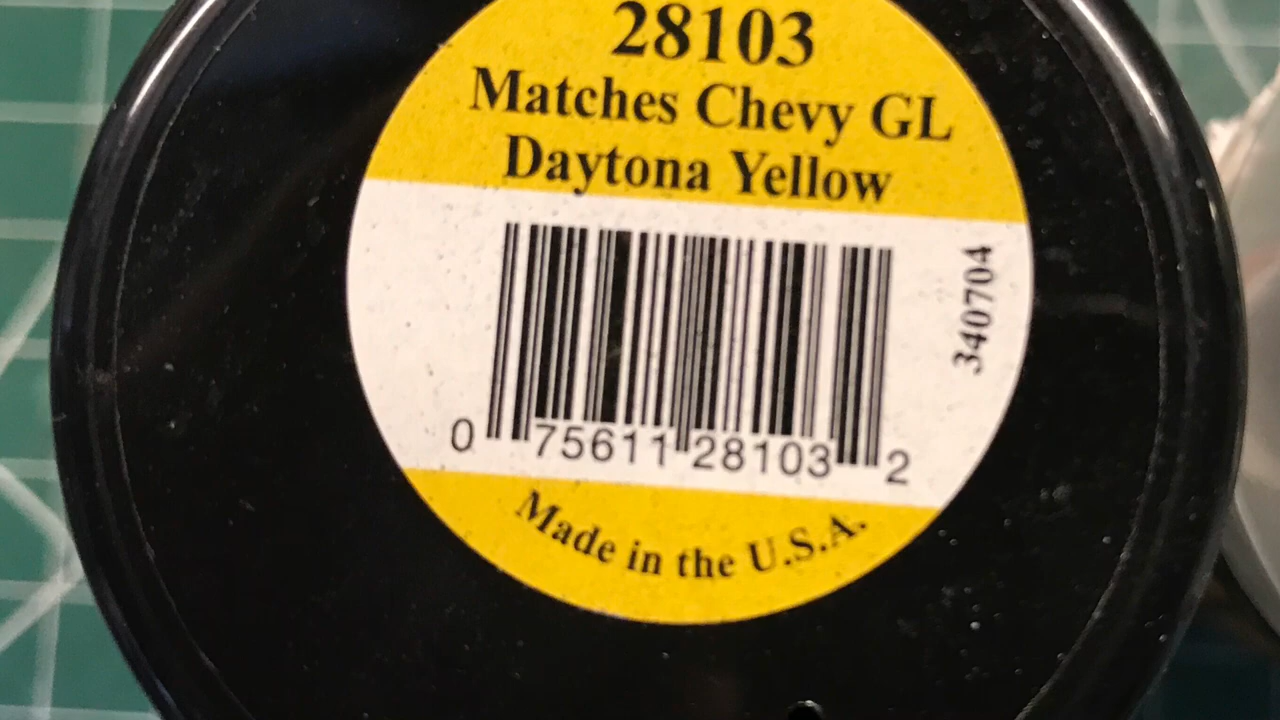 28103
Matches Chevy GL
Daytona Yellow
340704
0 75611 28103 2
Made in the U.S.A.